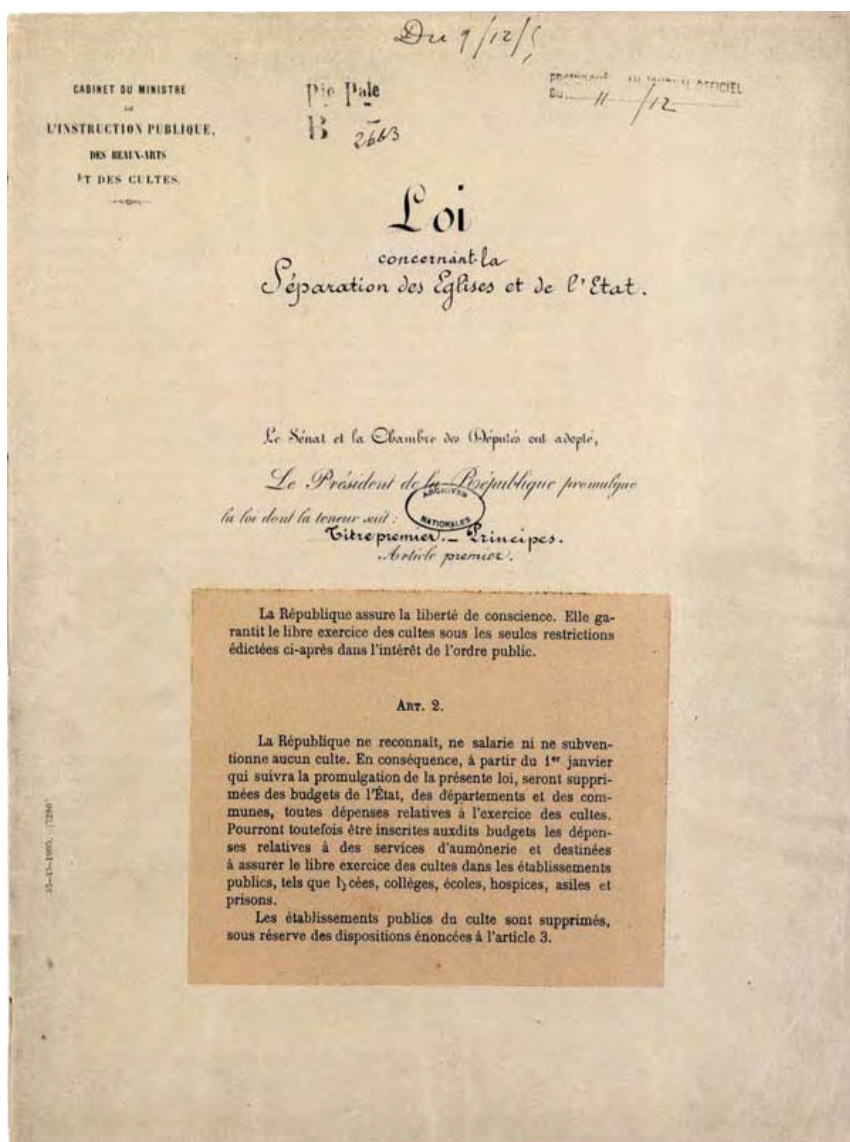 Du 9/12/5
CABINET DU MINISTRE
DE
L'INSTRUCTION PUBLIQUE,
DES BEAUX-ARTS
ET DES CULTES.
B 2663
JOURNAL OFFICIEL
DU 11/12
Loi
concernant la
Séparation des Eglises et de l'Etat.
Le Sénat et la Chambre des Députés ont adopté,
Le Président de la République promulgue
la loi dont la teneur suit :
ARCHIVES
NATIONALES
Titre premier._ Principes.
Article premier.
La République assure la liberté de conscience. Elle ga-
rantit le libre exercice des cultes sous les seules restrictions
édictées ci-après dans l'intérêt de l'ordre public.
ART. 2.
La République ne reconnaît, ne salarie ni ne subven-
tionne aucun culte. En conséquence, à partir du 1er janvier
qui suivra la promulgation de la présente loi, seront suppri-
mées des budgets de l'État, des départements et des com-
munes, toutes dépenses relatives à l'exercice des cultes.
Pourront toutefois être inscrites auxdits budgets les dépen-
ses relatives à des services d'aumônerie et destinées
à assurer le libre exercice des cultes dans les établissements
publics, tels que lycées, collèges, écoles, hospices, asiles et
prisons.
Les établissements publics du culte sont supprimés,
sous réserve des dispositions énoncées à l'article 3.